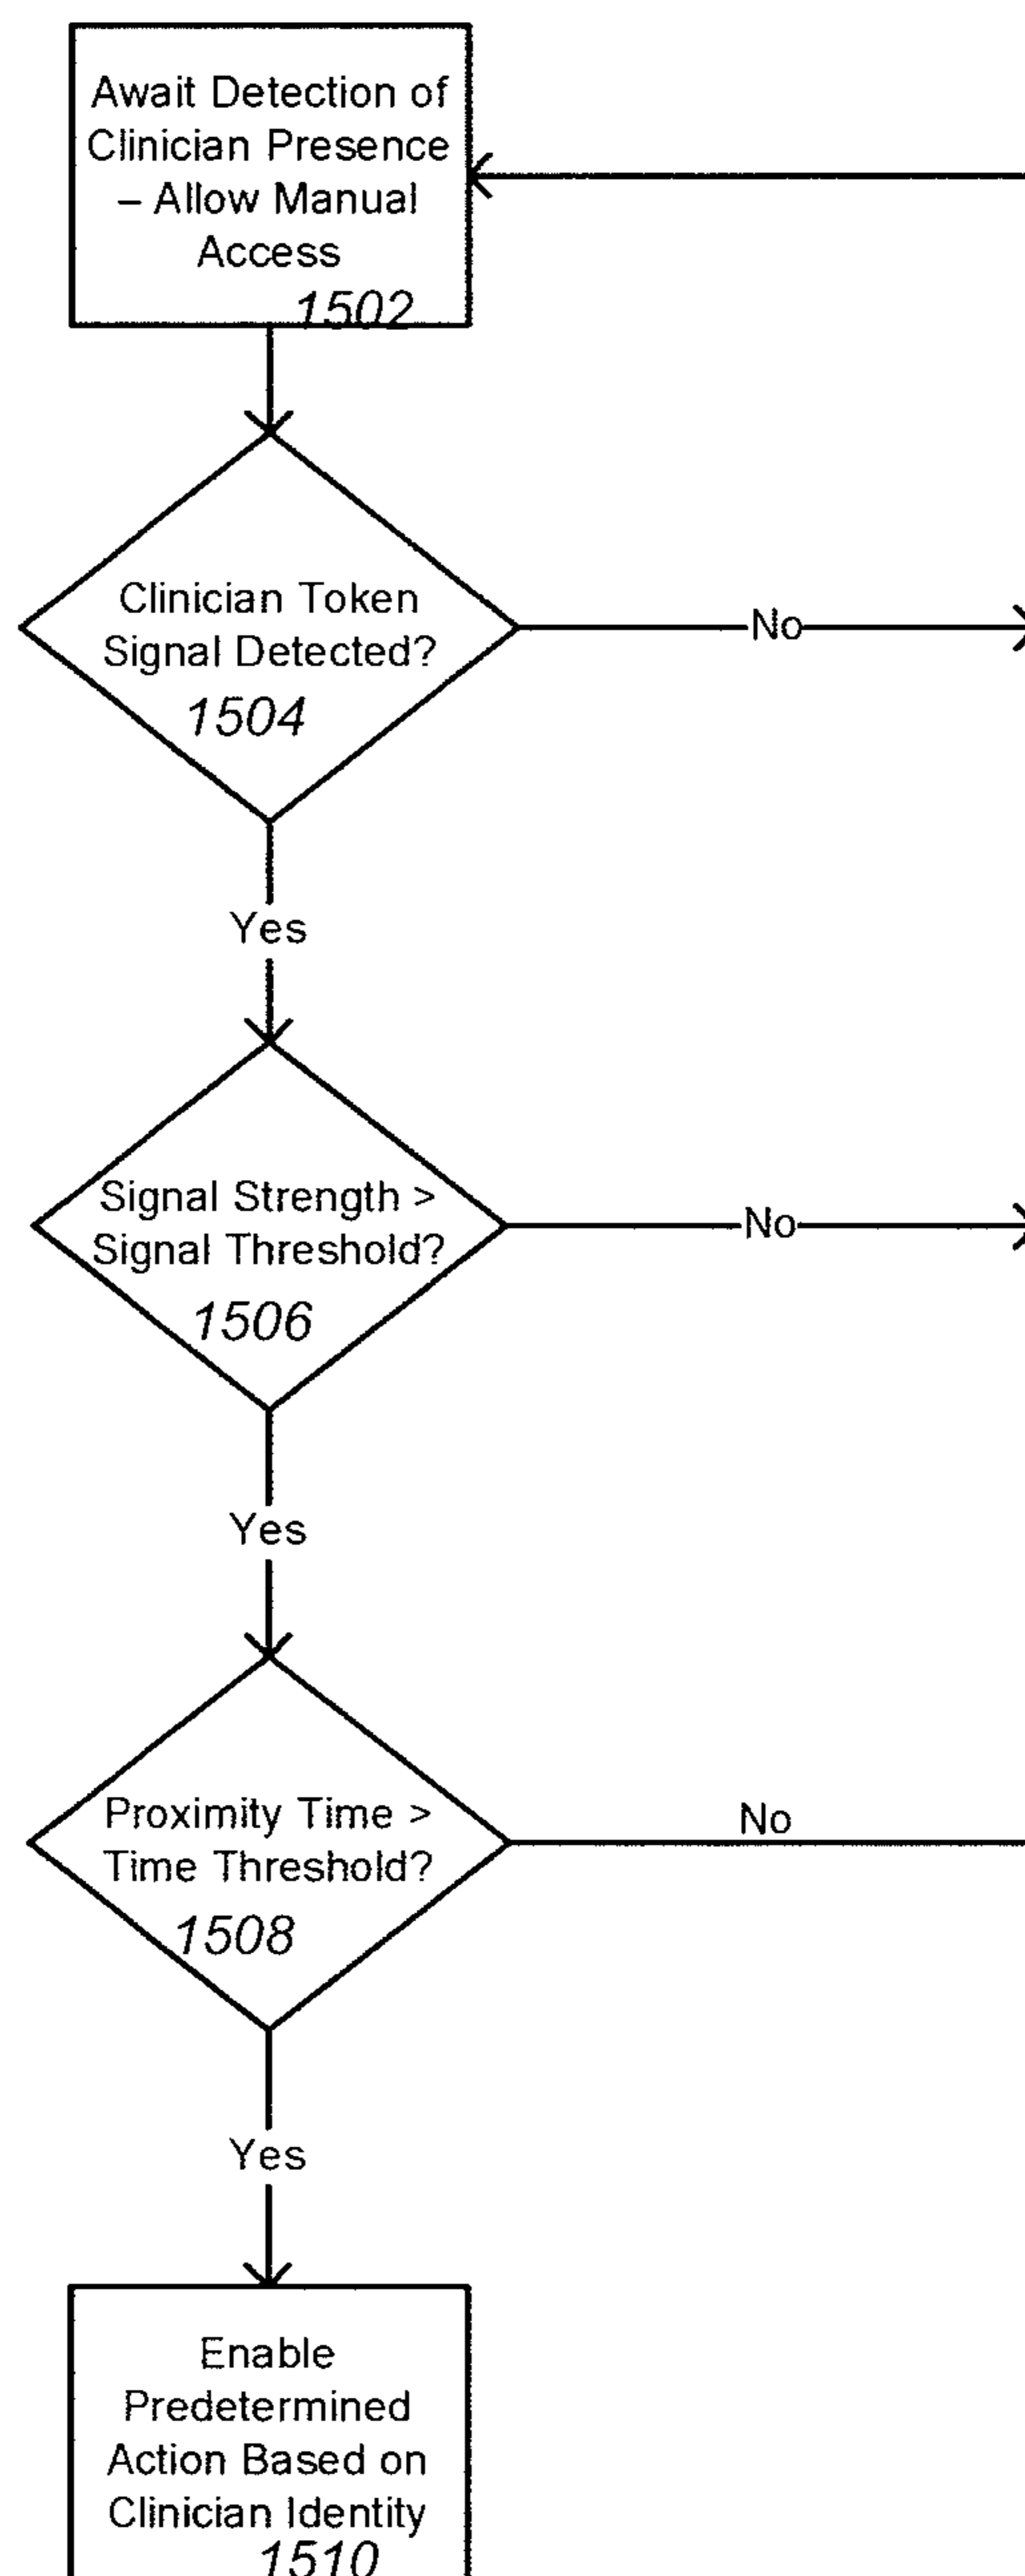 Await Detection of
Clinician Presence
– Allow Manual
Access
1502
Clinician Token
Signal Detected?
1504
No
Yes
Signal Strength >
Signal Threshold?
1506
No
Yes
Proximity Time >
Time Threshold?
1508
No
Yes
Enable
Predetermined
Action Based on
Clinician Identity
1510